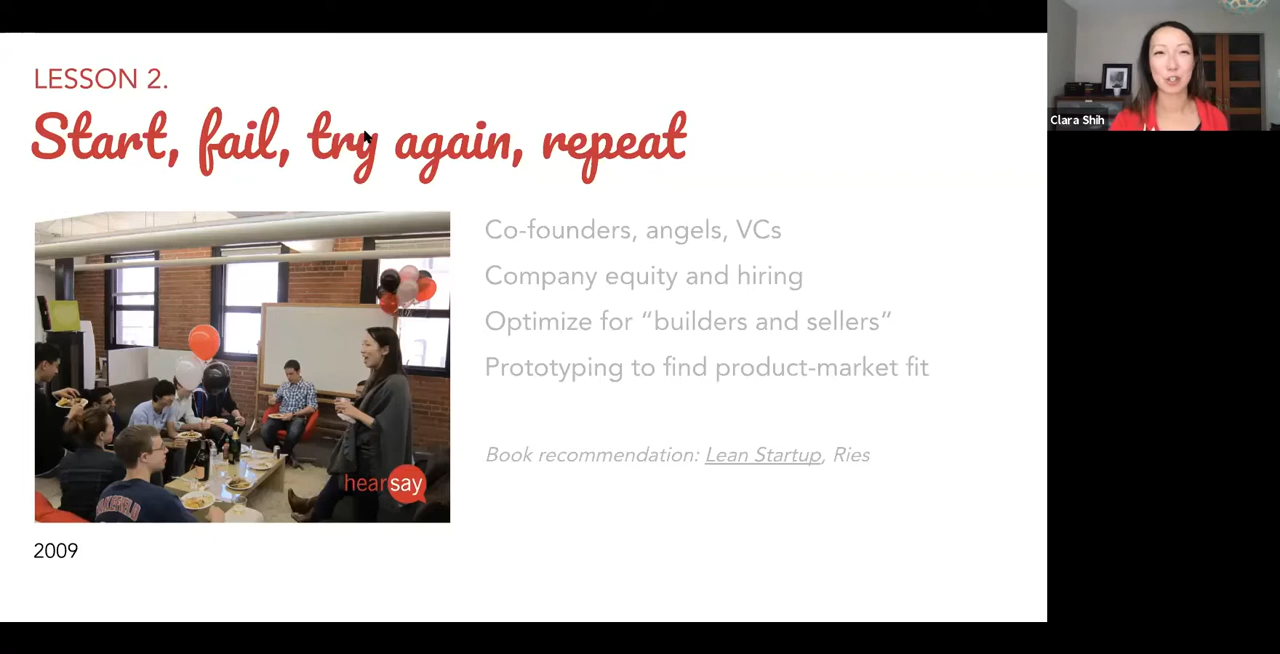 LESSON 2.
Start, fail, try again, repeat
Clara Shih
Co-founders, angels, VCs
Company equity and hiring
Optimize for “builders and sellers“
Prototyping to find product-market fit
Book recommendation: Lean Startup, Ries
hearsay
2009